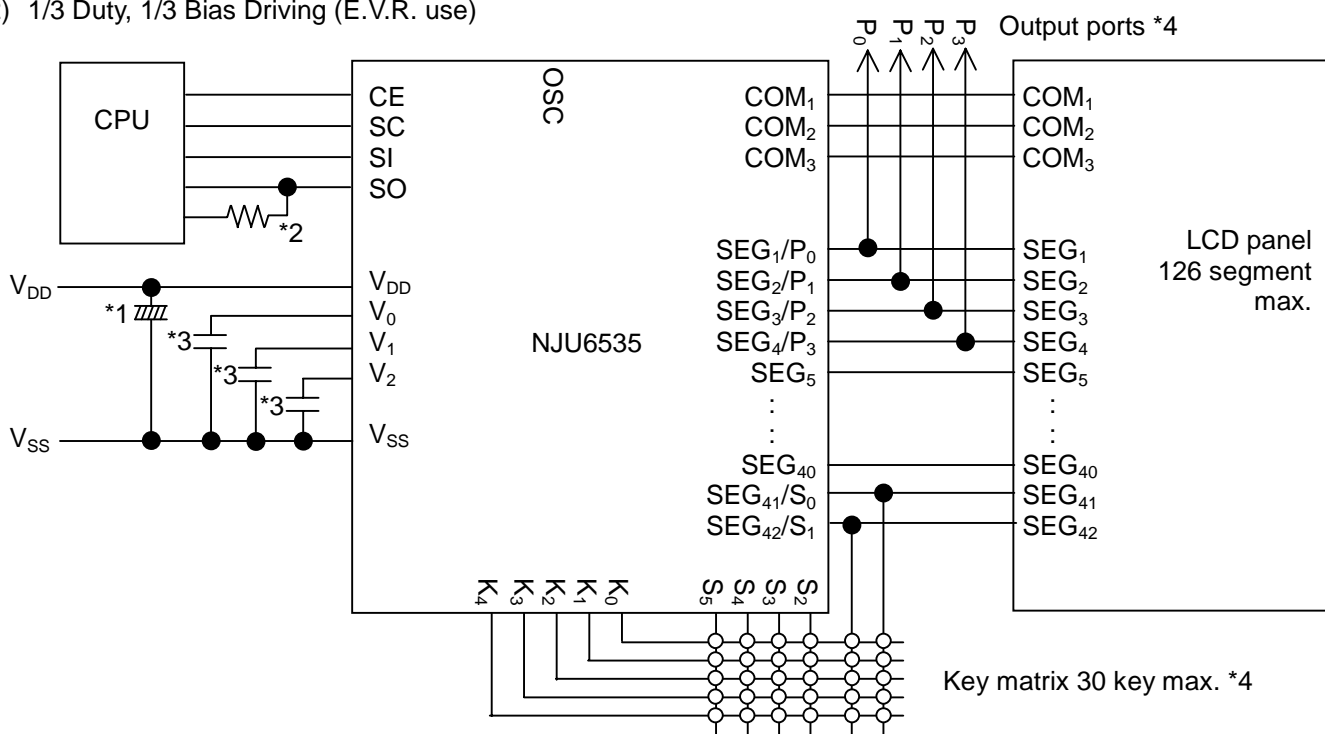 ) 1/3 Duty, 1/3 Bias Driving (E.V.R. use)
P₀ P₁ P₂ P₃ Output ports *4
CPU
OSC
CE
SC
SI
SO
*2
COM₁
COM₂
COM₃
COM₁
COM₂
COM₃
V_DD
*1
*3
*3
*3
V_SS
V_DD
V₀
V₁
V₂
V_SS
NJU6535
SEG₁/P₀
SEG₂/P₁
SEG₃/P₂
SEG₄/P₃
SEG₅
:
:
SEG₄₀
SEG₄₁/S₀
SEG₄₂/S₁
SEG₁
SEG₂
SEG₃
SEG₄
SEG₅
:
:
SEG₄₀
SEG₄₁
SEG₄₂
LCD panel
126 segment
max.
K₄ K₃ K₂ K₁ K₀
S₅ S₄ S₃ S₂
Key matrix 30 key max. *4